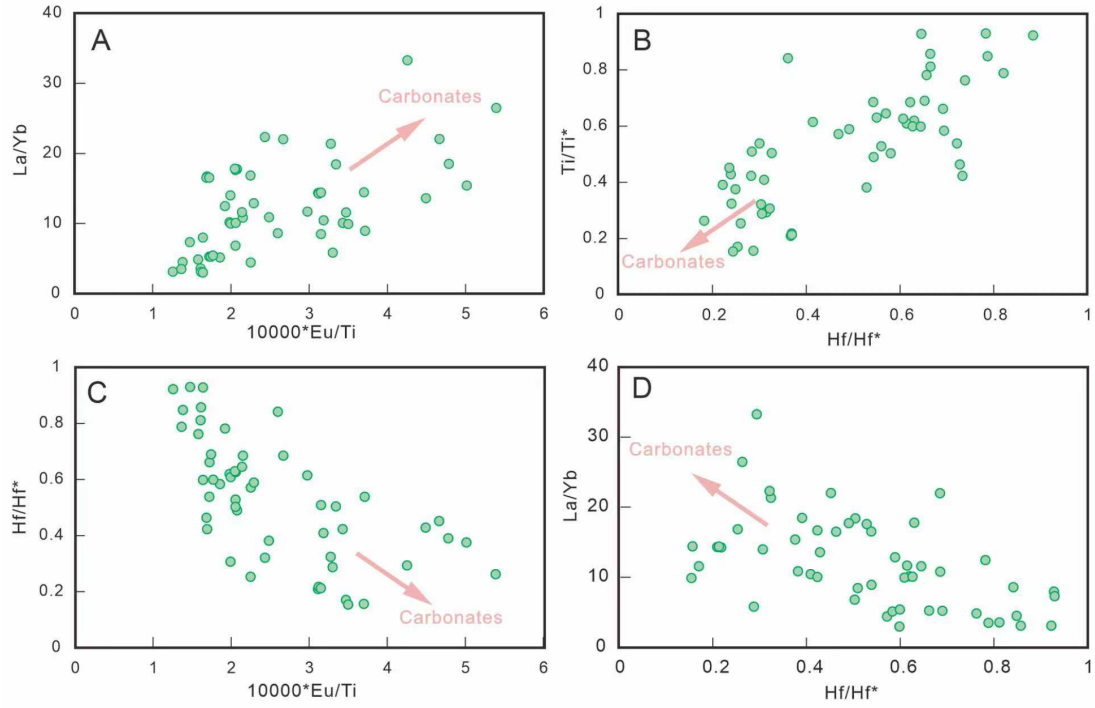 A
La/Yb
40
30
20
10
0
Carbonates
0 1 2 3 4 5 6
10000*Eu/Ti
B
Ti/Ti*
1
0.8
0.6
0.4
0.2
0
Carbonates
0.2 0.4 0.6 0.8 1
Hf/Hf*
C
Hf/Hf*
1
0.8
0.6
0.4
0.2
0
Carbonates
0 1 2 3 4 5 6
10000*Eu/Ti
D
La/Yb
40
30
20
10
0
Carbonates
0 0.2 0.4 0.6 0.8 1
Hf/Hf*